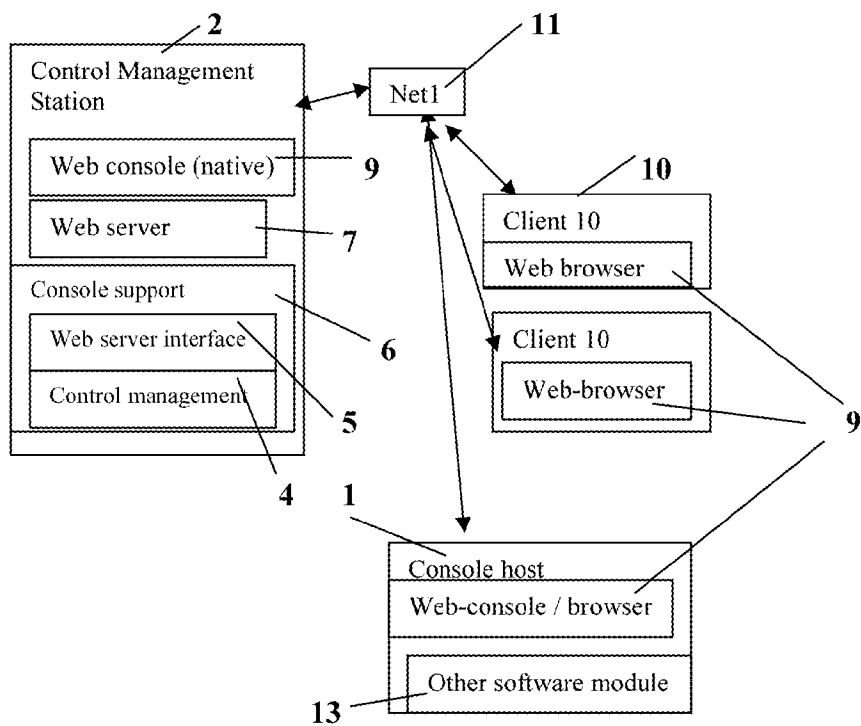 2
Control Management
Station
Web console (native)
9
Web server
7
Console support
6
Web server interface
5
Control management
4
11
Net1
10
Client 10
Web browser
Client 10
Web-browser
9
1
Console host
Web-console / browser
Other software module
13